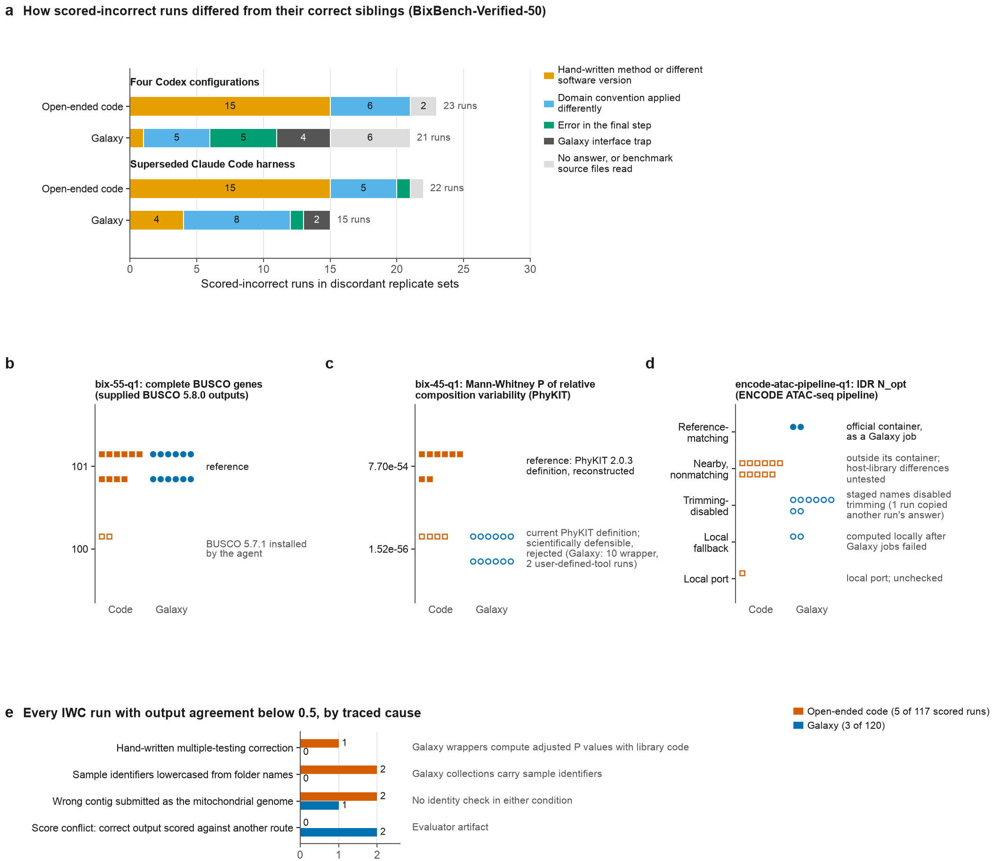 a How scored-incorrect runs differed from their correct siblings (BixBench-Verified-50)
Four Codex configurations
Open-ended code
15
6
2
23 runs
Galaxy
5
5
4
6
21 runs
Superseded Claude Code harness
Open-ended code
15
5
22 runs
Galaxy
4
8
2
15 runs
0
5
10
15
20
25
30
Scored-incorrect runs in discordant replicate sets
Hand-written method or different
software version
Domain convention applied
differently
Error in the final step
Galaxy interface trap
No answer, or benchmark
source files read
b
bix-55-q1: complete BUSCO genes
(supplied BUSCO 5.8.0 outputs)
101
reference
100
BUSCO 5.7.1 installed
by the agent
Code
Galaxy
c
bix-45-q1: Mann-Whitney P of relative
composition variability (PhyKIT)
7.70e-54
reference: PhyKIT 2.0.3
definition, reconstructed
1.52e-56
current PhyKIT definition;
scientifically defensible,
rejected (Galaxy: 10 wrapper,
2 user-defined-tool runs)
Code
Galaxy
d
encode-atac-pipeline-q1: IDR N_opt
(ENCODE ATAC-seq pipeline)
Reference-
matching
official container,
as a Galaxy job
Nearby,
nonmatching
outside its container;
host-library differences
untested
Trimming-
disabled
staged names disabled
trimming (1 run copied
another run's answer)
Local
fallback
computed locally after
Galaxy jobs failed
Local port
local port; unchecked
Code
Galaxy
e Every IWC run with output agreement below 0.5, by traced cause
Open-ended code (5 of 117 scored runs)
Galaxy (3 of 120)
Hand-written multiple-testing correction
1
0
Galaxy wrappers compute adjusted P values with library code
Sample identifiers lowercased from folder names
2
0
Galaxy collections carry sample identifiers
Wrong contig submitted as the mitochondrial genome
2
1
No identity check in either condition
Score conflict: correct output scored against another route
0
2
Evaluator artifact
0
1
2